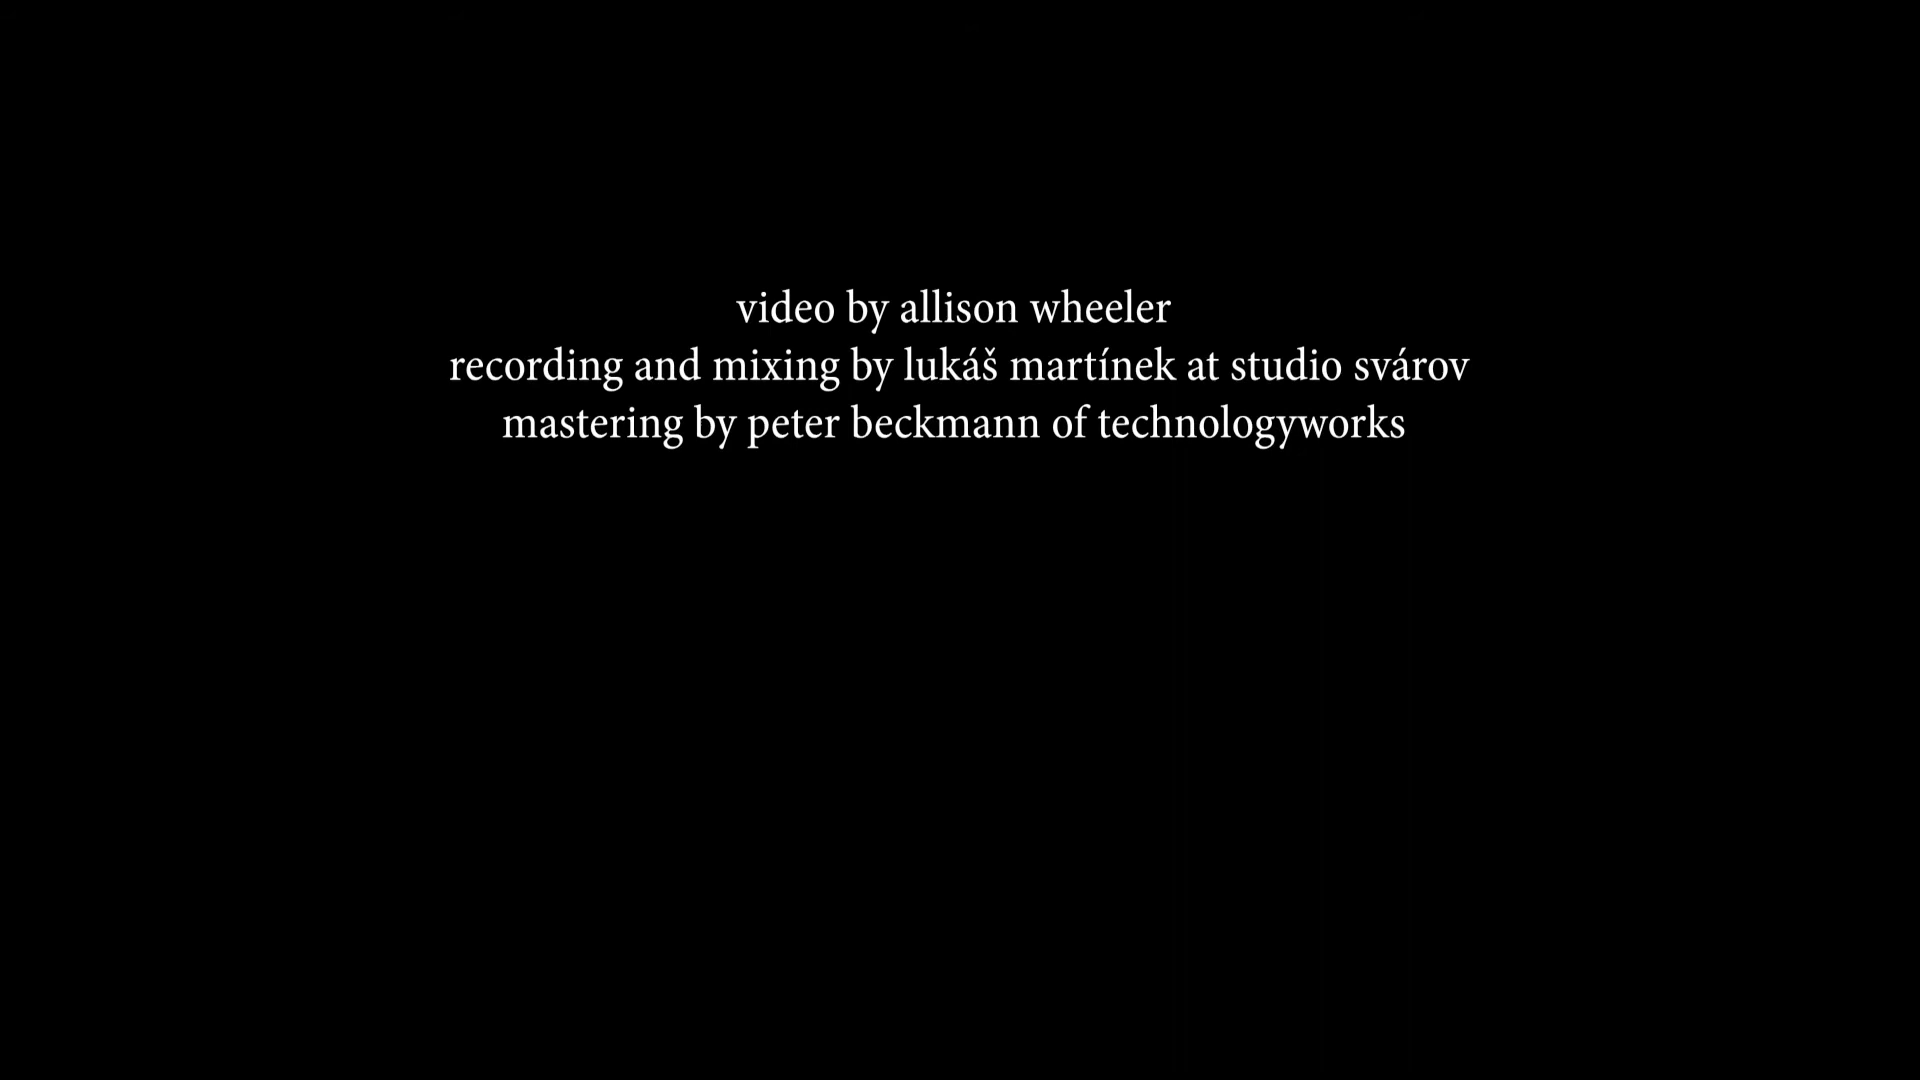 video by allison wheeler
recording and mixing by lukáš martínek at studio svárov
mastering by peter beckmann of technologyworks